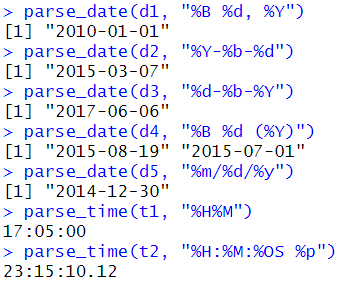 > parse_date(d1, "%B %d, %Y")
[1] "2010-01-01"
> parse_date(d2, "%Y-%b-%d")
[1] "2015-03-07"
> parse_date(d3, "%d-%b-%Y")
[1] "2017-06-06"
> parse_date(d4, "%B %d (%Y)")
[1] "2015-08-19" "2015-07-01"
> parse_date(d5, "%m/%d/%y")
[1] "2014-12-30"
> parse_time(t1, "%H%M")
17:05:00
> parse_time(t2, "%H:%M:%OS %p")
23:15:10.12